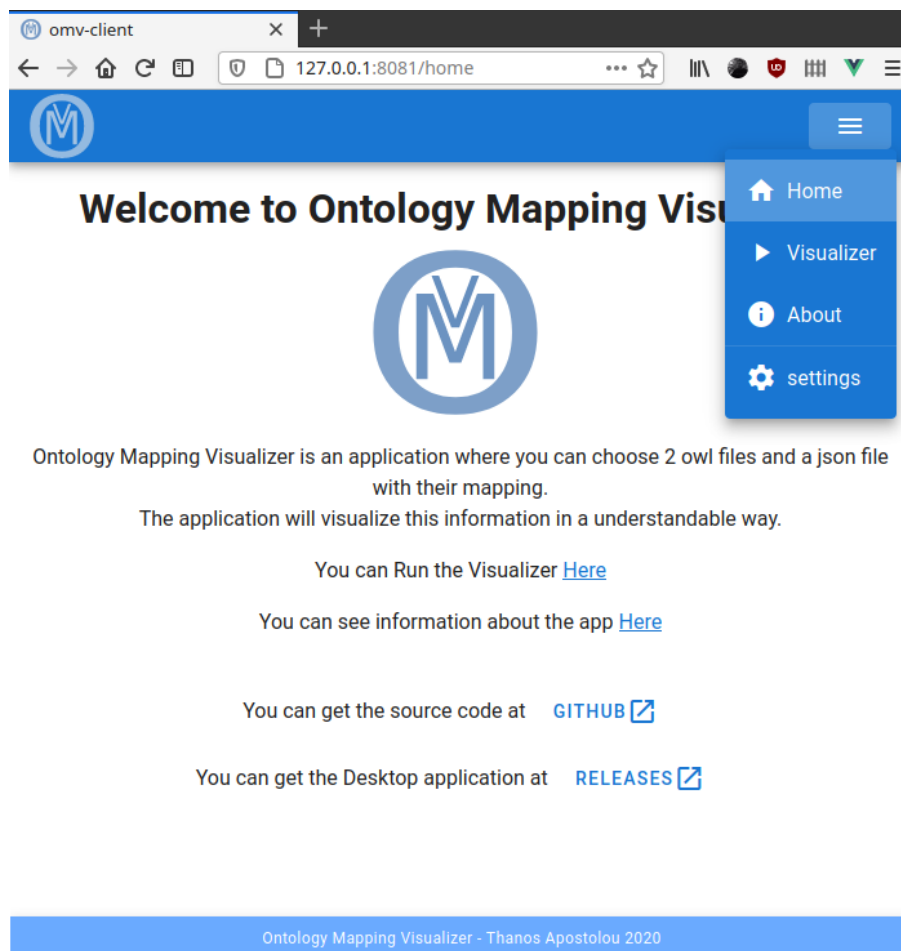 omv-client
127.0.0.1:8081/home
Welcome to Ontology Mapping Vis
Home
Visualizer
About
settings
Ontology Mapping Visualizer is an application where you can choose 2 owl files and a json file
with their mapping.
The application will visualize this information in a understandable way.
You can Run the Visualizer Here
You can see information about the app Here
You can get the source code at GITHUB
You can get the Desktop application at RELEASES
Ontology Mapping Visualizer - Thanos Apostolou 2020